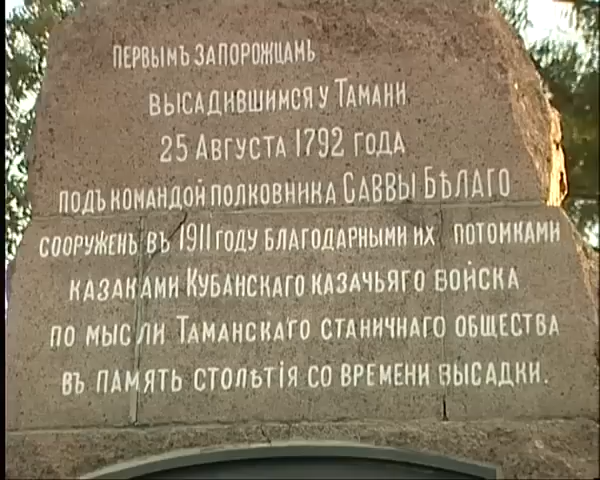 ПЕРВЫМЪ ЗАПОРОЖЦАМЪ
ВЫСАДИВШИМСЯ У ТАМАНИ
25 АВГУСТА 1792 ГОДА
ПОДЪ КОМАНДОЙ ПОЛКОВНИКА САВВЫ БѢЛАГО
СООРУЖЕНЪ ВЪ 1911 ГОДУ БЛАГОДАРНЫМИ ИХ ПОТОМКАМИ
КАЗАКАМИ КУБАНСКАГО КАЗАЧЬЯГО ВОЙСКА
ПО МЫСЛИ ТАМАНСКАГО СТАНИЧНАГО ОБЩЕСТВА
ВЪ ПАМЯТЬ СТОЛѢТІЯ СО ВРЕМЕНИ ВЫСАДКИ.